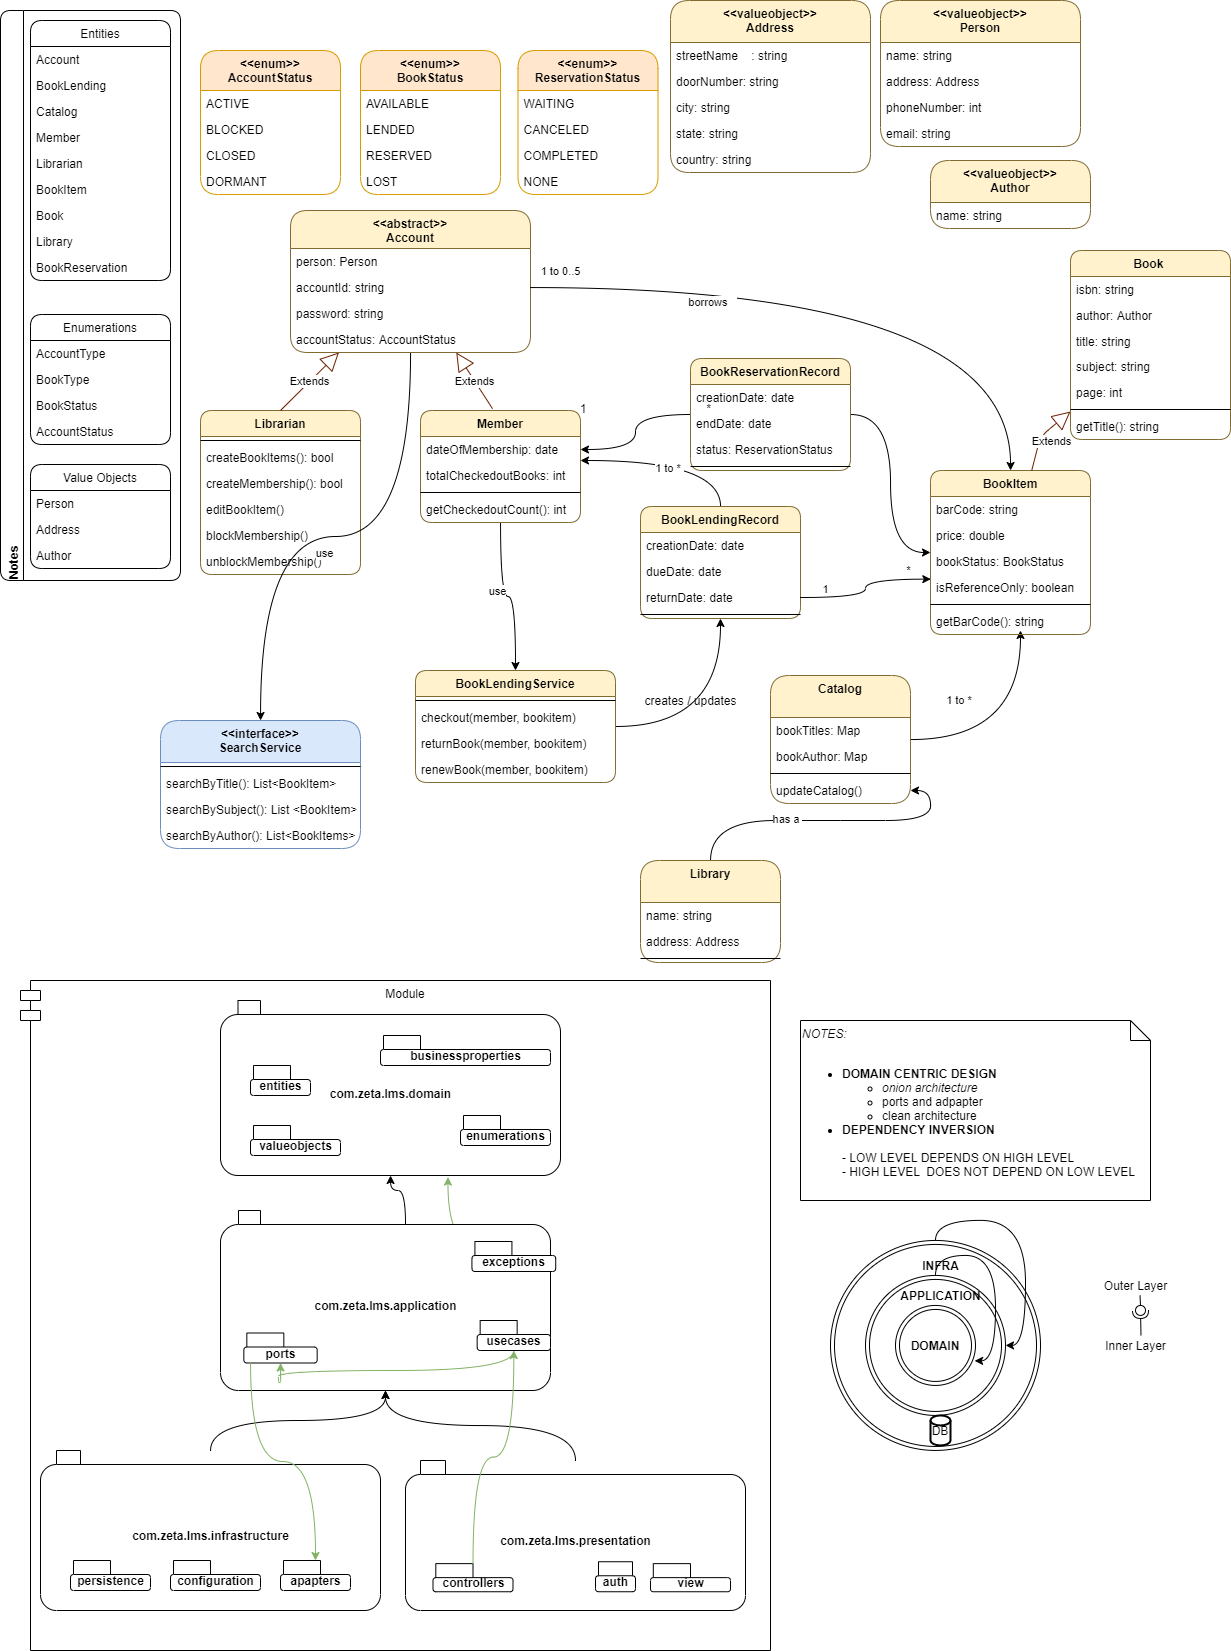 Notes
Entities
Account
BookLending
Catalog
Member
Librarian
BookItem
Book
Library
BookReservation
Enumerations
AccountType
BookType
BookStatus
AccountStatus
Value Objects
Person
Address
Author
<<enum>>
AccountStatus
ACTIVE
BLOCKED
CLOSED
DORMANT
<<enum>>
BookStatus
AVAILABLE
LENDED
RESERVED
LOST
<<enum>>
ReservationStatus
WAITING
CANCELED
COMPLETED
NONE
<<valueobject>>
Address
streetName    : string
doorNumber: string
city: string
state: string
country: string
<<valueobject>>
Person
name: string
address: Address
phoneNumber: int
email: string
<<valueobject>>
Author
name: string
<<abstract>>
Account
person: Person
accountId: string
password: string
accountStatus: AccountStatus
1 to 0..5
borrows
Book
isbn: string
author: Author
title: string
subject: string
page: int
getTitle(): string
Extends
Extends
Extends
Librarian
createBookItems(): bool
createMembership(): bool
editBookItem()
blockMembership()
unblockMembership()
use
Member
dateOfMembership: date
totalCheckedoutBooks: int
getCheckedoutCount(): int
1
BookReservationRecord
creationDate: date
*
endDate: date
status: ReservationStatus
1 to *
BookLendingRecord
creationDate: date
dueDate: date
returnDate: date
1
*
BookItem
barCode: string
price: double
bookStatus: BookStatus
isReferenceOnly: boolean
getBarCode(): string
use
BookLendingService
checkout(member, bookitem)
returnBook(member, bookitem)
renewBook(member, bookitem)
creates / updates
<<interface>>
SearchService
searchByTitle(): List<BookItem>
searchBySubject(): List <BookItem>
searchByAuthor(): List<BookItems>
Catalog
bookTitles: Map
bookAuthor: Map
updateCatalog()
1 to *
has a
Library
name: string
address: Address
Module
businessproperties
entities
com.zeta.lms.domain
enumerations
valueobjects
exceptions
com.zeta.lms.application
usecases
ports
com.zeta.lms.infrastructure
persistence
configuration
apapters
com.zeta.lms.presentation
controllers
auth
view
NOTES:
• DOMAIN CENTRIC DESIGN
○ onion architecture
○ ports and adpapter
○ clean architecture
• DEPENDENCY INVERSION
- LOW LEVEL DEPENDS ON HIGH LEVEL
- HIGH LEVEL  DOES NOT DEPEND ON LOW LEVEL
INFRA
APPLICATION
DOMAIN
DB
Outer Layer
Inner Layer